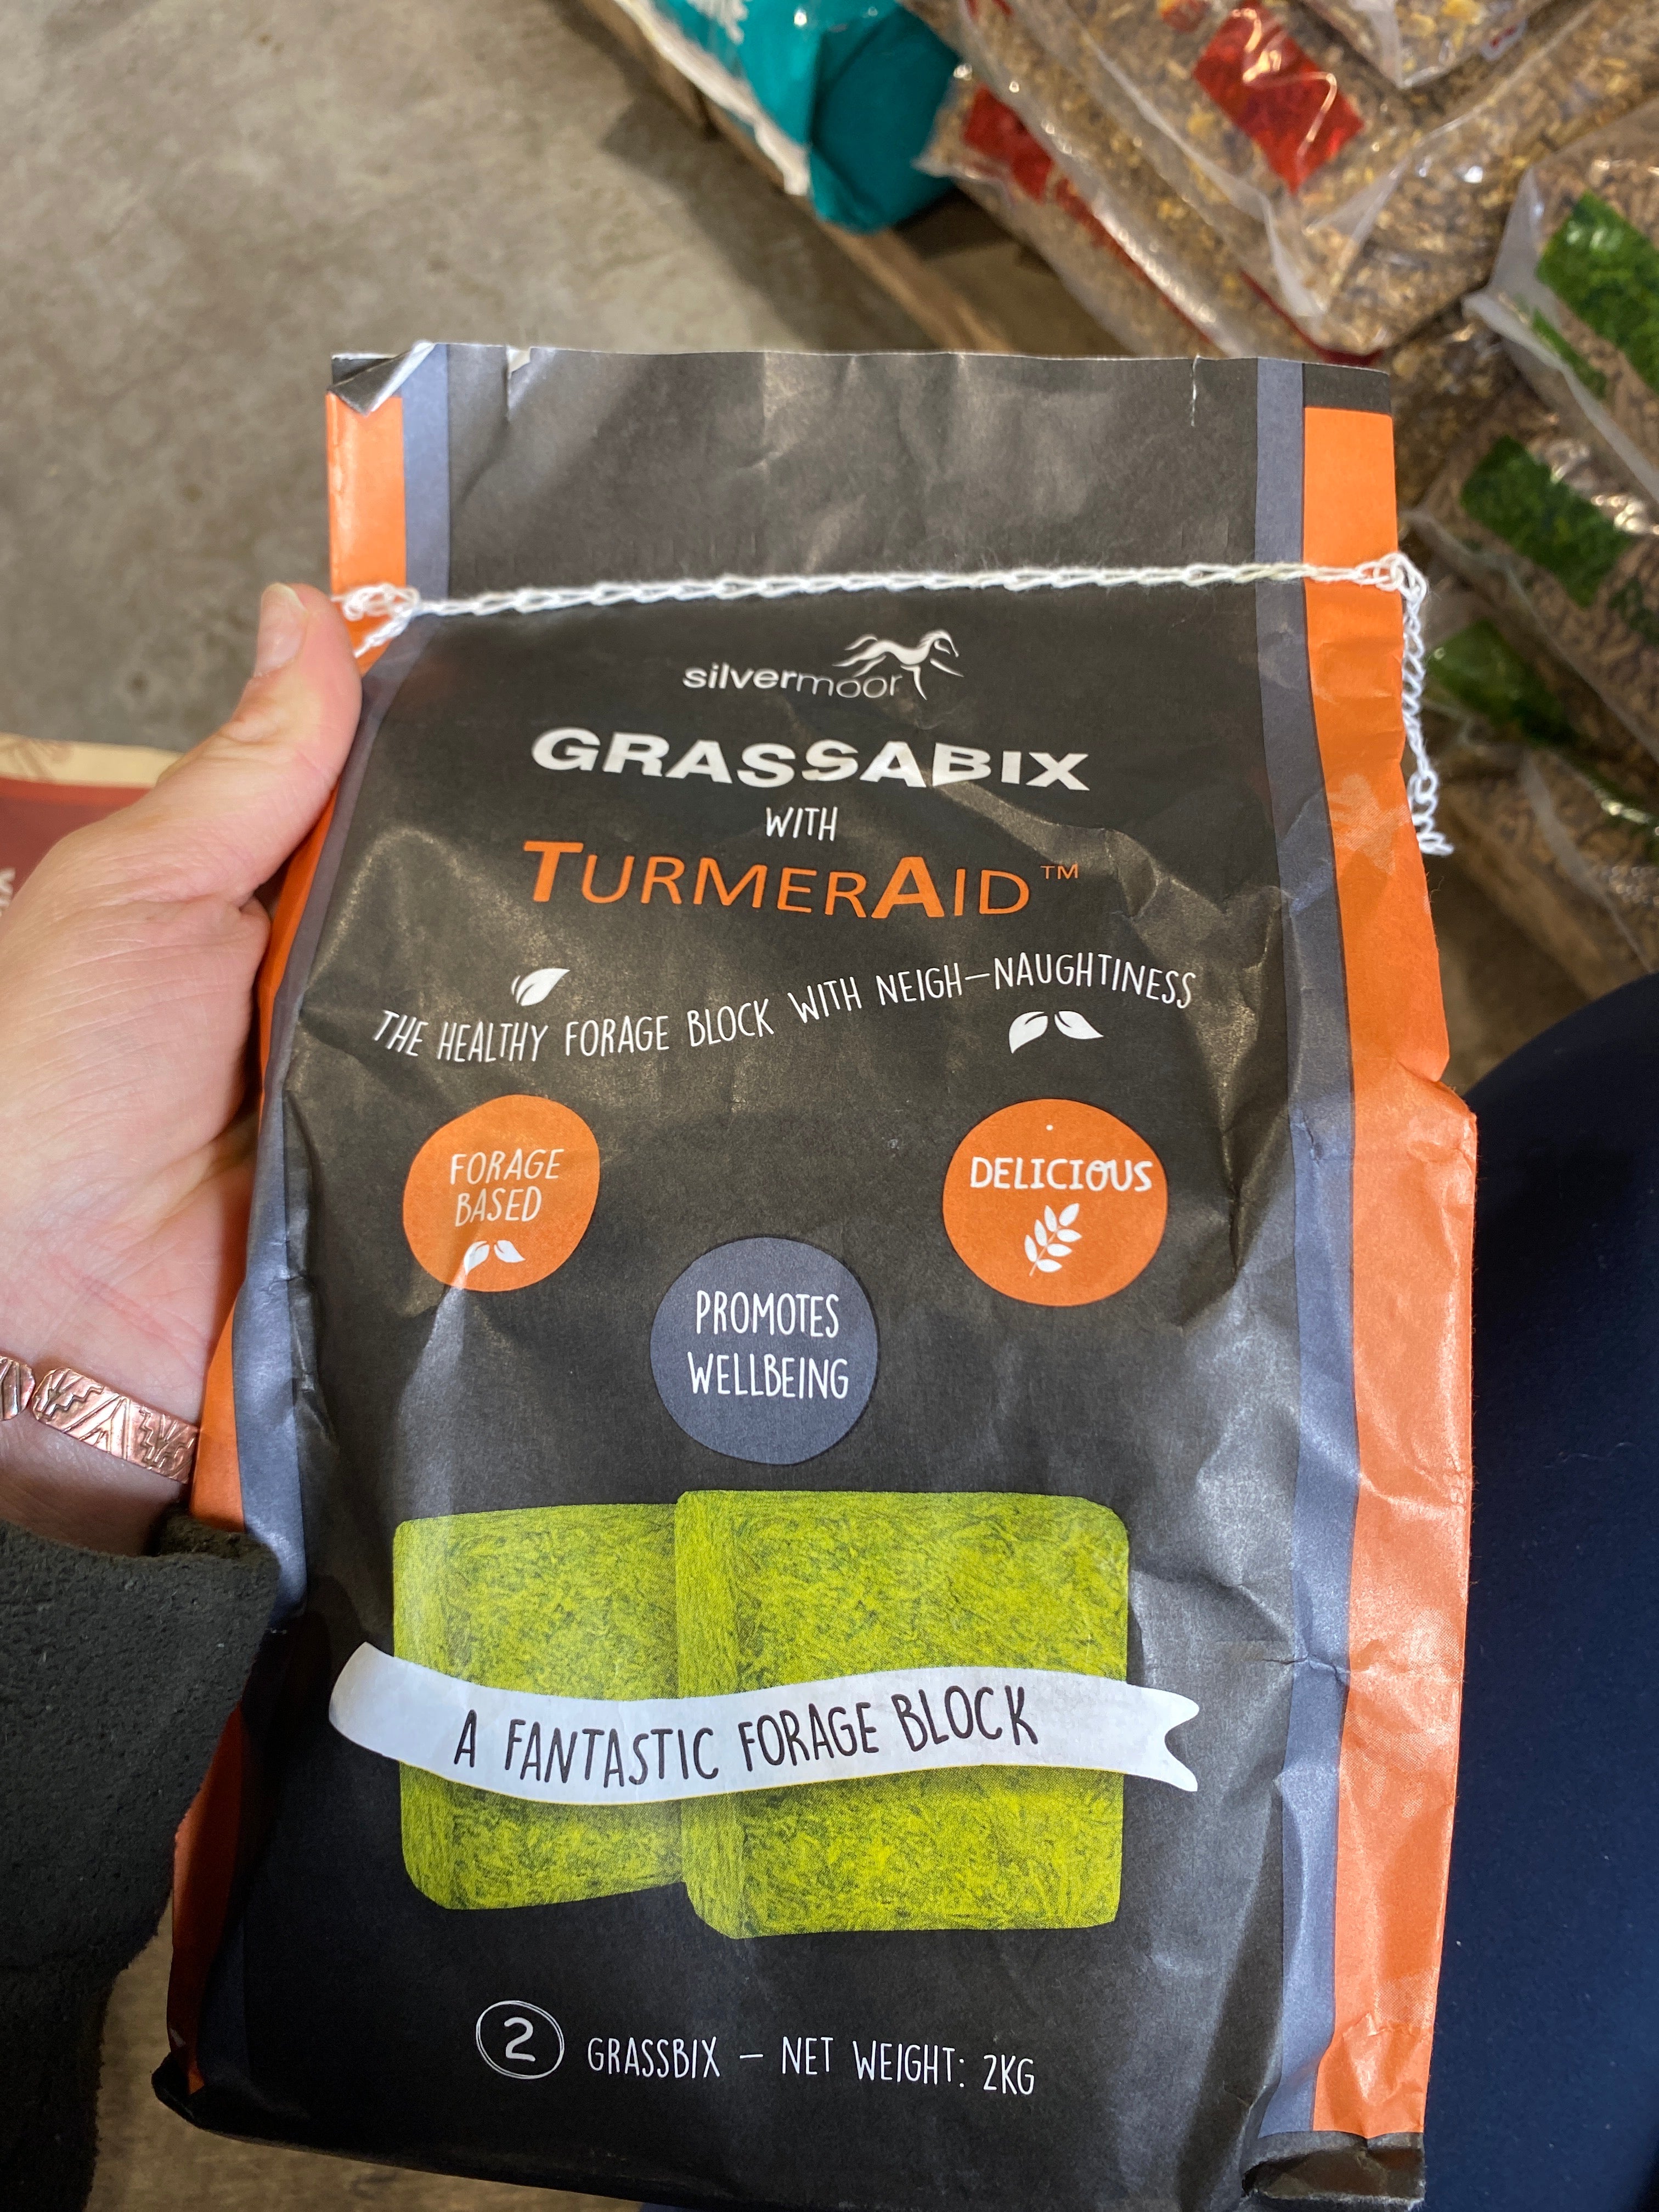 silvermoor
GRASSABIX
WITH
TURMERAID™
THE HEALTHY FORAGE BLOCK WITH NEIGH-NAUGHTINESS
FORAGE
BASED
DELICIOUS
PROMOTES
WELLBEING
A FANTASTIC FORAGE BLOCK
2 GRASSBIX – NET WEIGHT: 2KG